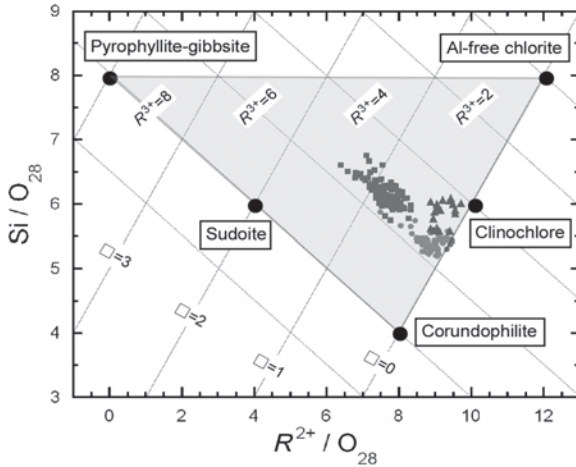 9
8
7
6
5
4
3
Si / O₂₈
Pyrophyllite-gibbsite
Al-free chlorite
R³⁺=8
R³⁺=6
R³⁺=4
R³⁺=2
Sudoite
Clinochlore
Corundophilite
□=3
□=2
□=1
□=0
0 2 4 6 8 10 12
R²⁺ / O₂₈